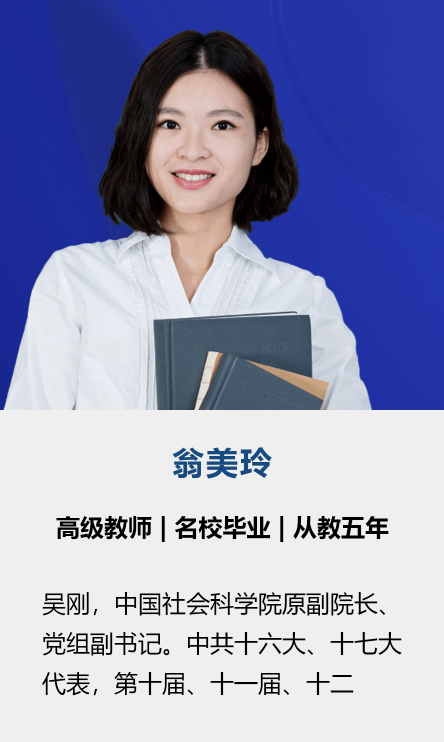 翁美玲
高级教师 | 名校毕业 | 从教五年
吴刚，中国社会科学院原副院长、
党组副书记。中共十六大、十七大
代表，第十届、十一届、十二